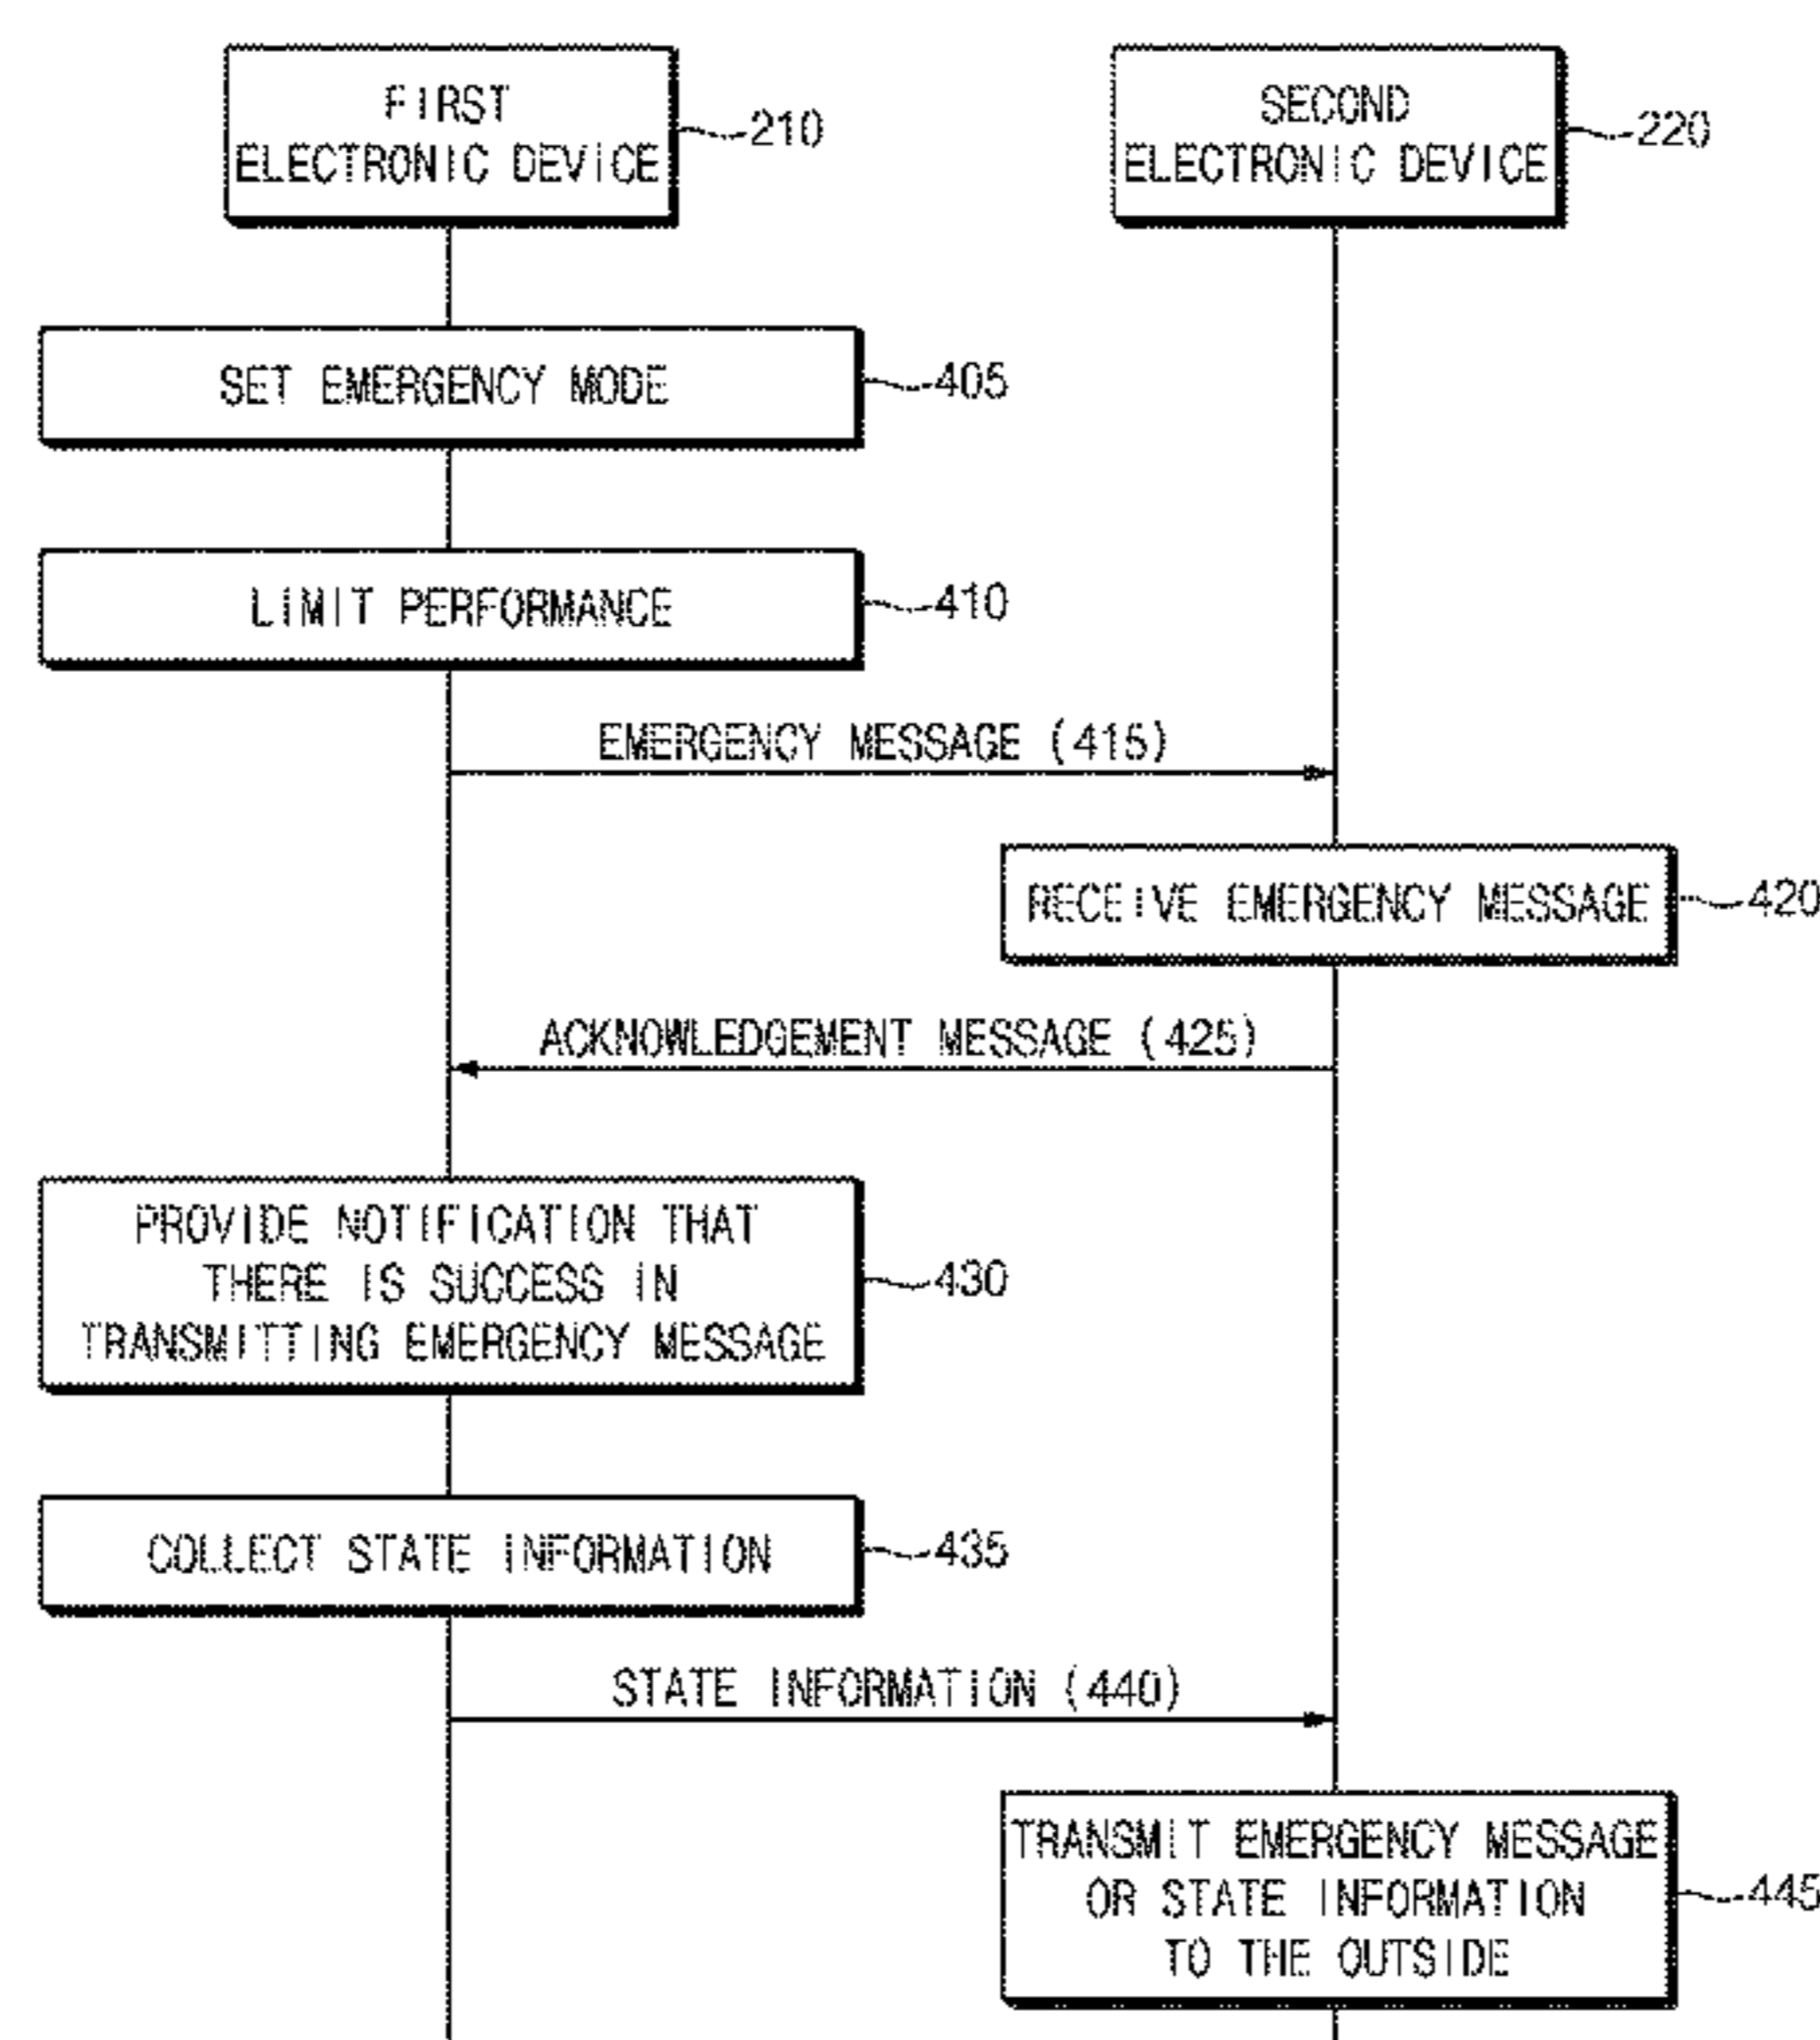 FIRST
ELECTRONIC DEVICE
210
SECOND
ELECTRONIC DEVICE
220
SET EMERGENCY MODE
405
LIMIT PERFORMANCE
410
EMERGENCY MESSAGE (415)
RECEIVE EMERGENCY MESSAGE
420
ACKNOWLEDGEMENT MESSAGE (425)
PROVIDE NOTIFICATION THAT
THERE IS SUCCESS IN
TRANSMITTING EMERGENCY MESSAGE
430
COLLECT STATE INFORMATION
435
STATE INFORMATION (440)
TRANSMIT EMERGENCY MESSAGE
OR STATE INFORMATION
TO THE OUTSIDE
445